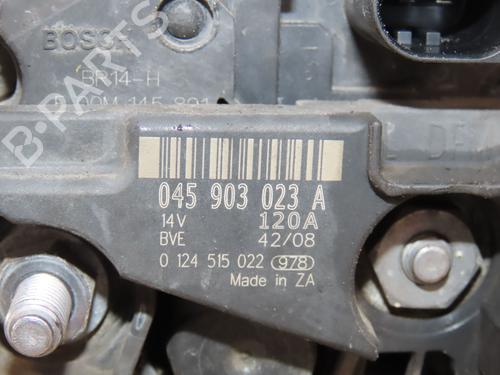 BOSCH
BR14-H
045 903 023 A
14V 120A
BVE 42/08
0 124 515 022 978
Made in ZA
B-PARTS